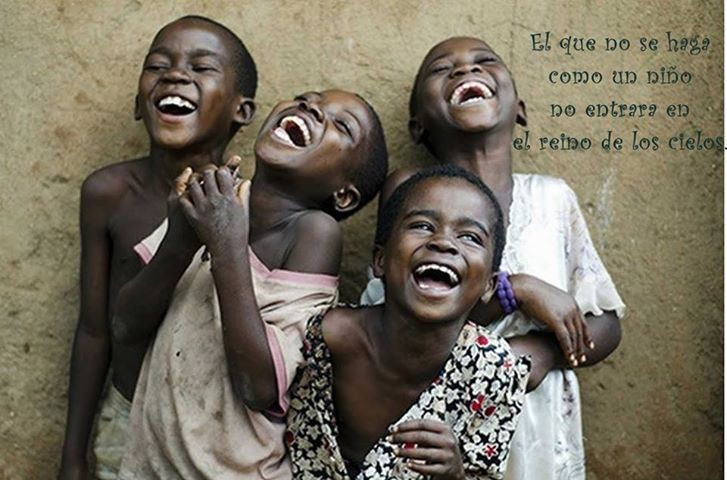 El que no se haga
como un niño
no entrara en
el reino de los cielos.